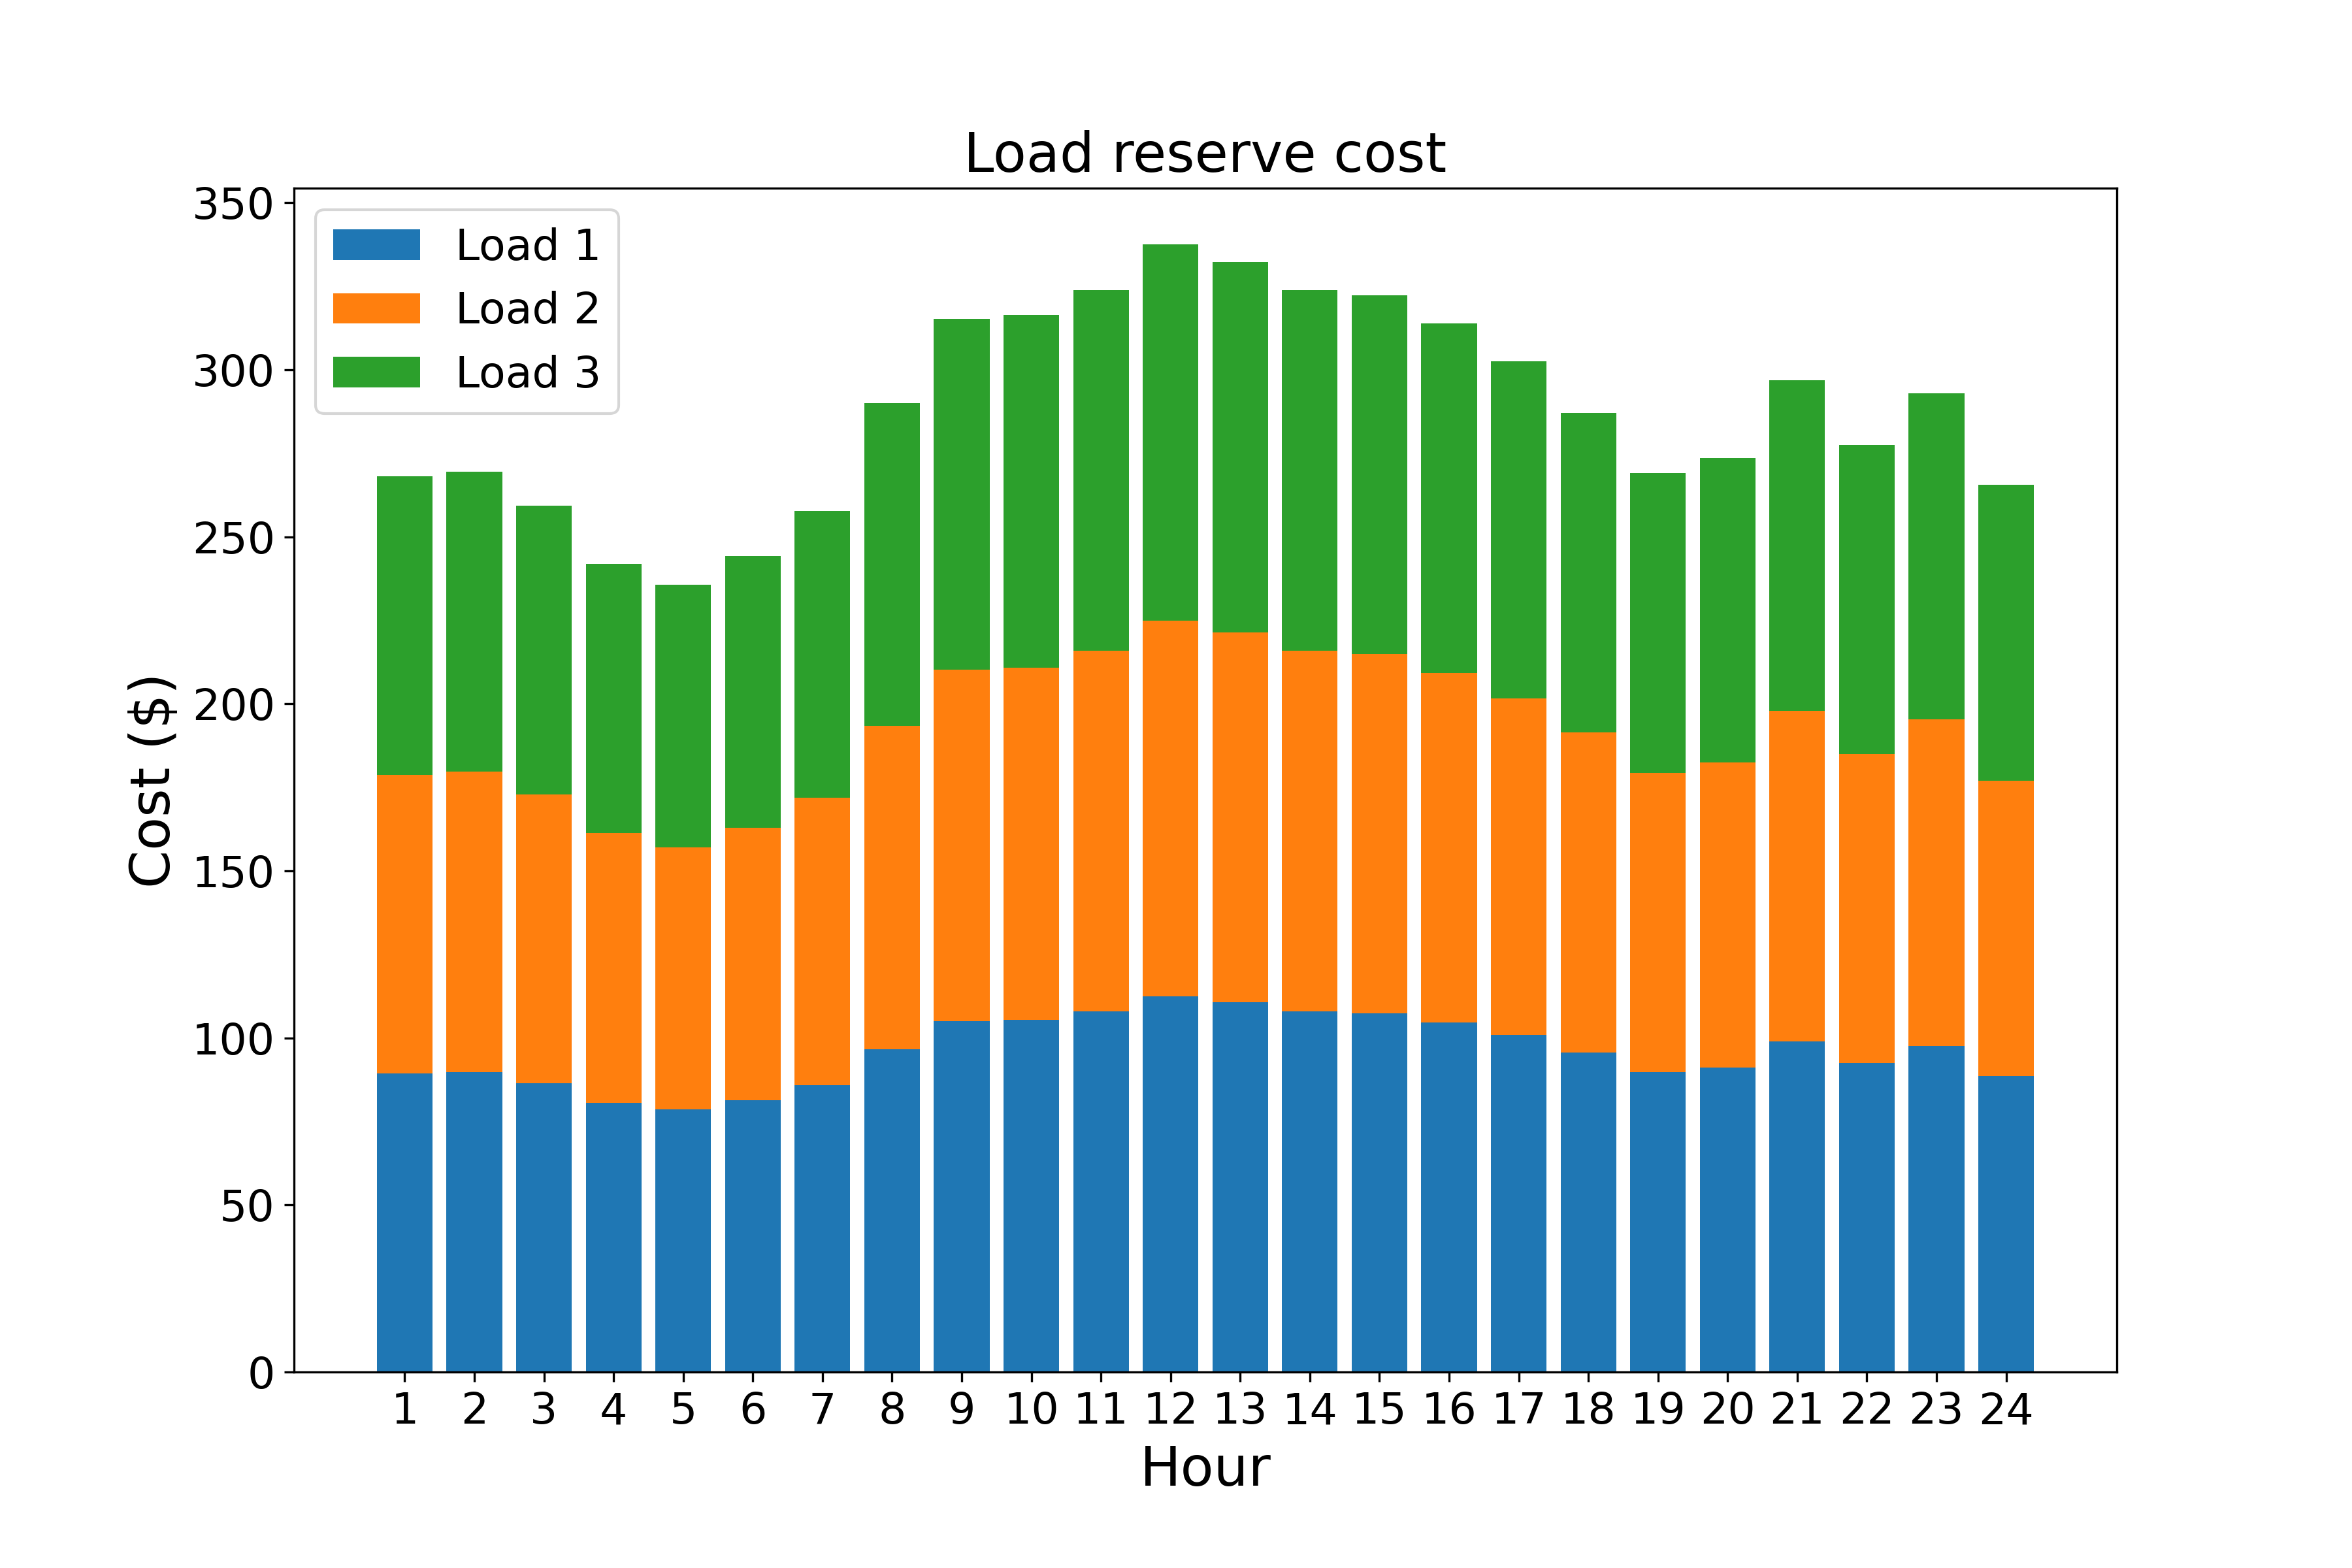 Load reserve cost
350
300
250
200
150
100
50
0
Load 1
Load 2
Load 3
Cost ($)
1 2 3 4 5 6 7 8 9 10 11 12 13 14 15 16 17 18 19 20 21 22 23 24
Hour